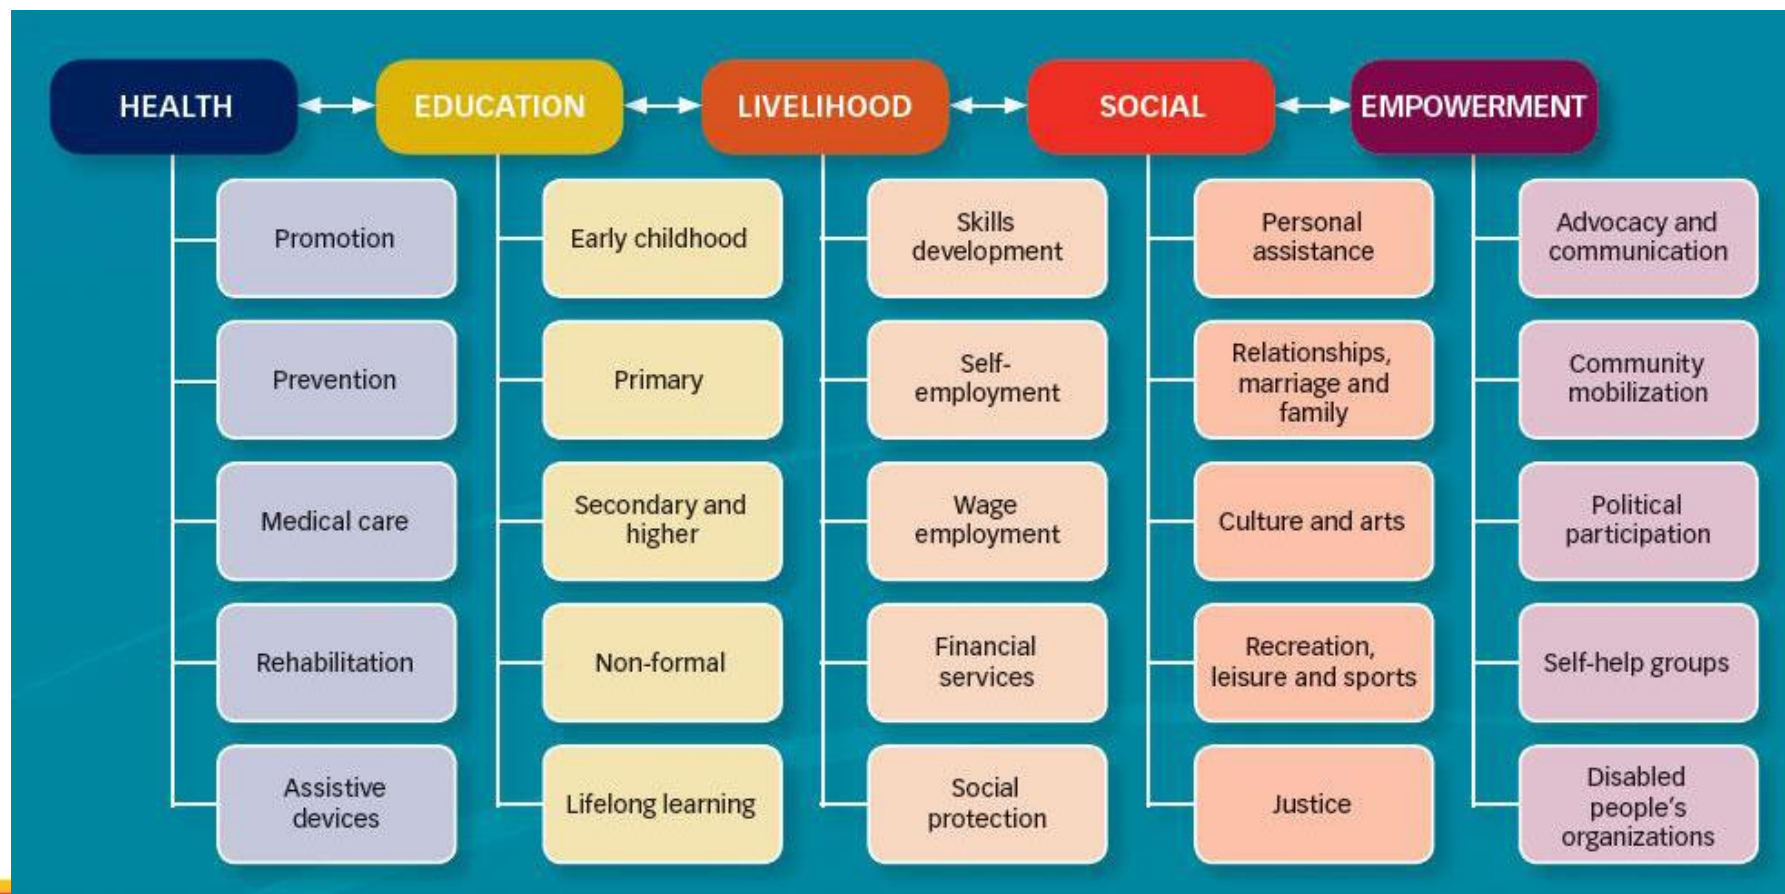 HEALTH
EDUCATION
LIVELIHOOD
SOCIAL
EMPOWERMENT
Promotion
Prevention
Medical care
Rehabilitation
Assistive
devices
Early childhood
Primary
Secondary and
higher
Non-formal
Lifelong learning
Skills
development
Self-
employment
Wage
employment
Financial
services
Social
protection
Personal
assistance
Relationships,
marriage and
family
Culture and arts
Recreation,
leisure and sports
Justice
Advocacy and
communication
Community
mobilization
Political
participation
Self-help groups
Disabled
people’s
organizations